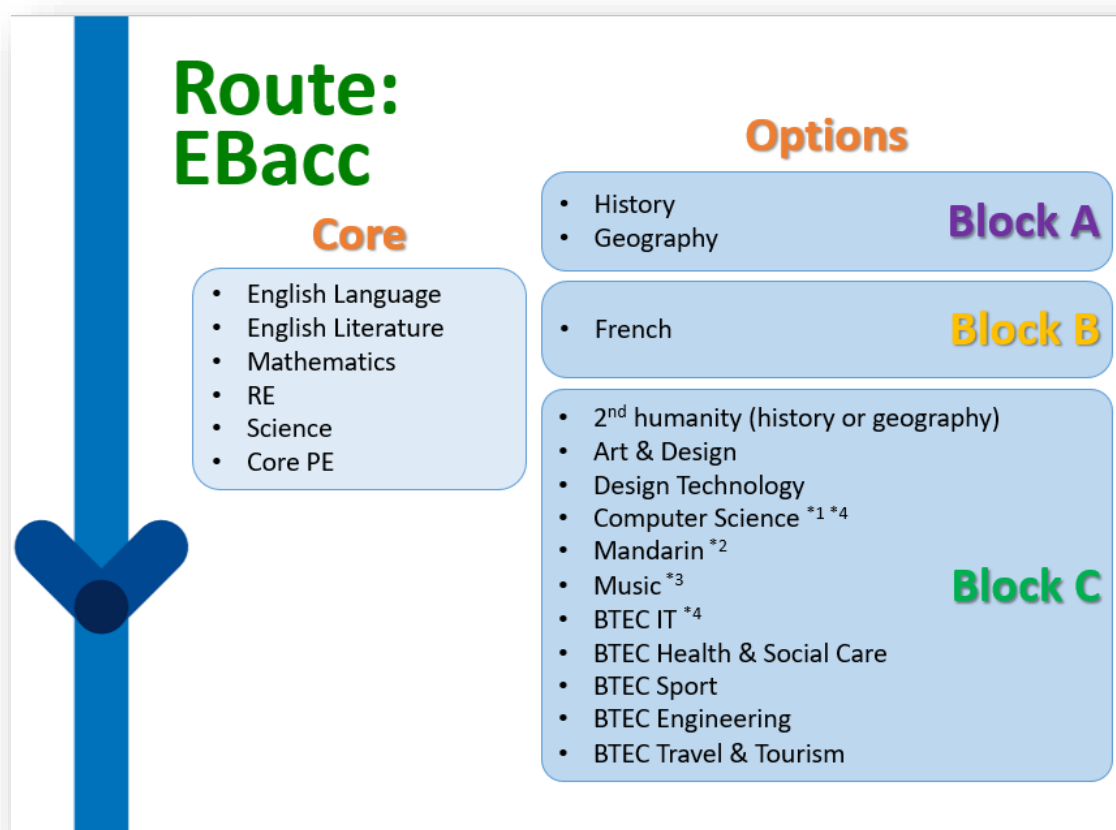 Route:
EBacc
Core
• English Language
• English Literature
• Mathematics
• RE
• Science
• Core PE
Options
• History
• Geography
Block A
• French
Block B
• 2nd humanity (history or geography)
• Art & Design
• Design Technology
• Computer Science *1 *4
• Mandarin *2
• Music *3
• BTEC IT *4
• BTEC Health & Social Care
• BTEC Sport
• BTEC Engineering
• BTEC Travel & Tourism
Block C